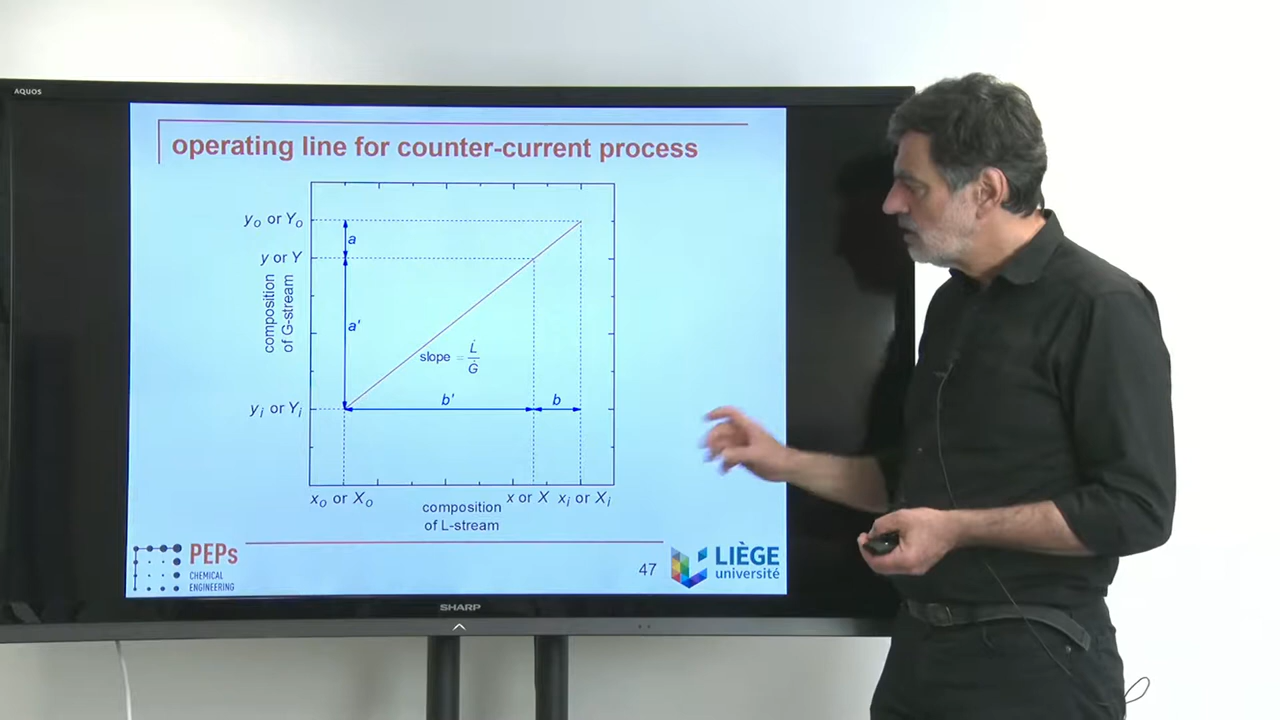 AQUOS
operating line for counter-current process
y_o or Y_o
a
y or Y
composition
of G-stream
a'
slope = L̇/Ġ
y_i or Y_i
b'
b
x_o or X_o
x or X
x_i or X_i
composition
of L-stream
PEPs
CHEMICAL
ENGINEERING
47
LIÈGE
université
SHARP